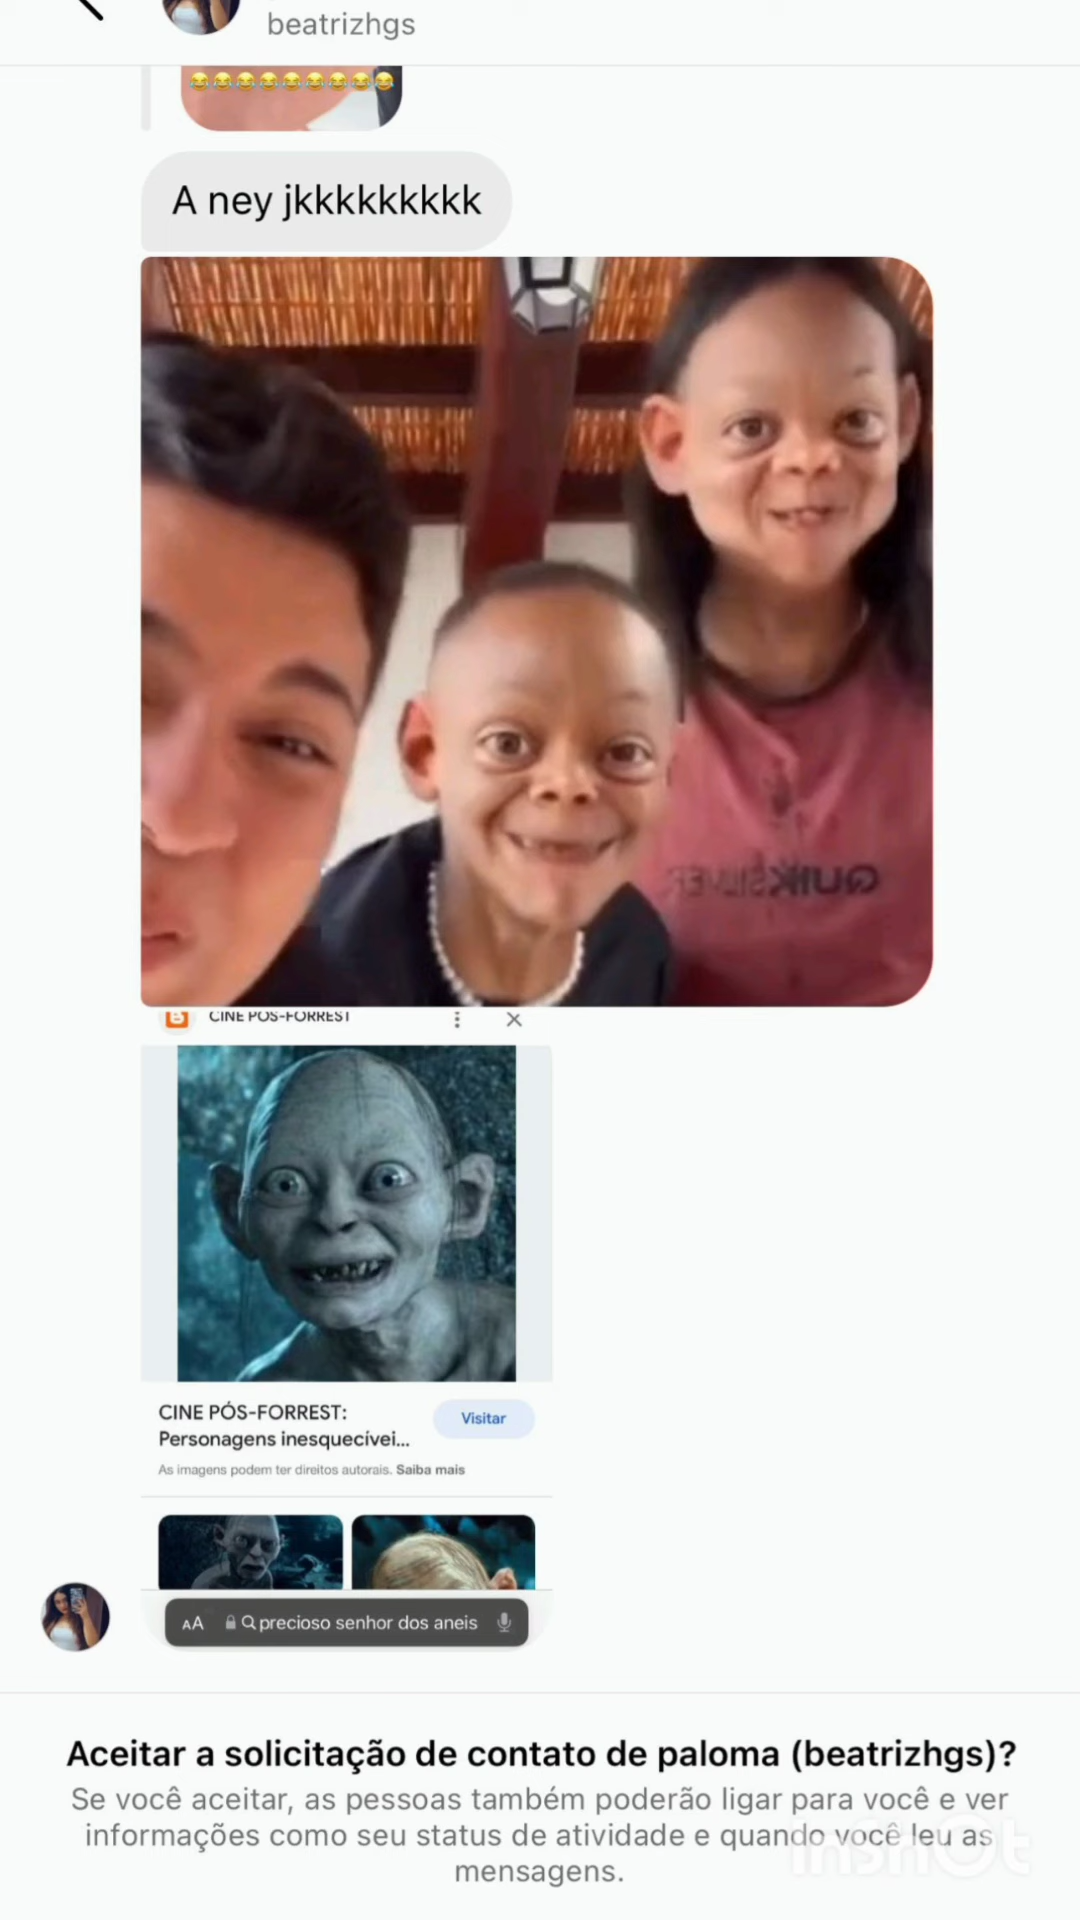 beatrizhgs
😂😂😂😂😂😂😂😂😂
A ney jkkkkkkkkk
QUIKSILVER
CINE PÓS-FORREST
CINE PÓS-FORREST:
Visitar
Personagens inesquecívei...
As imagens podem ter direitos autorais. Saiba mais
AA precioso senhor dos aneis
Aceitar a solicitação de contato de paloma (beatrizhgs)?
Se você aceitar, as pessoas também poderão ligar para você e ver
informações como seu status de atividade e quando você leu as
mensagens.
InShOt